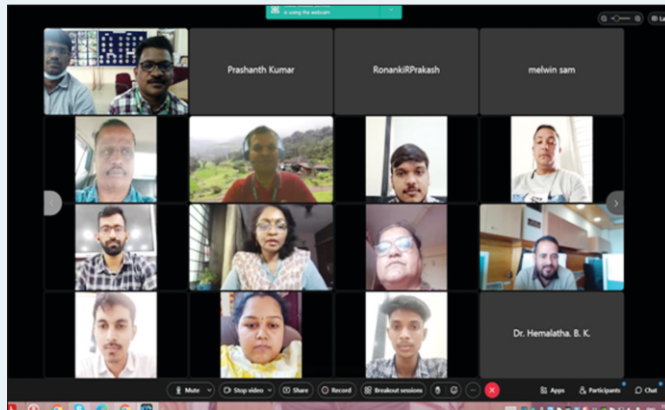 is using the webcam
Prashanth Kumar
RonankiRPrakash
melwin sam
Dr. Hemalatha. B. K.
Mute
Stop video
Share
Record
Breakout sessions
Apps
Participants
Chat